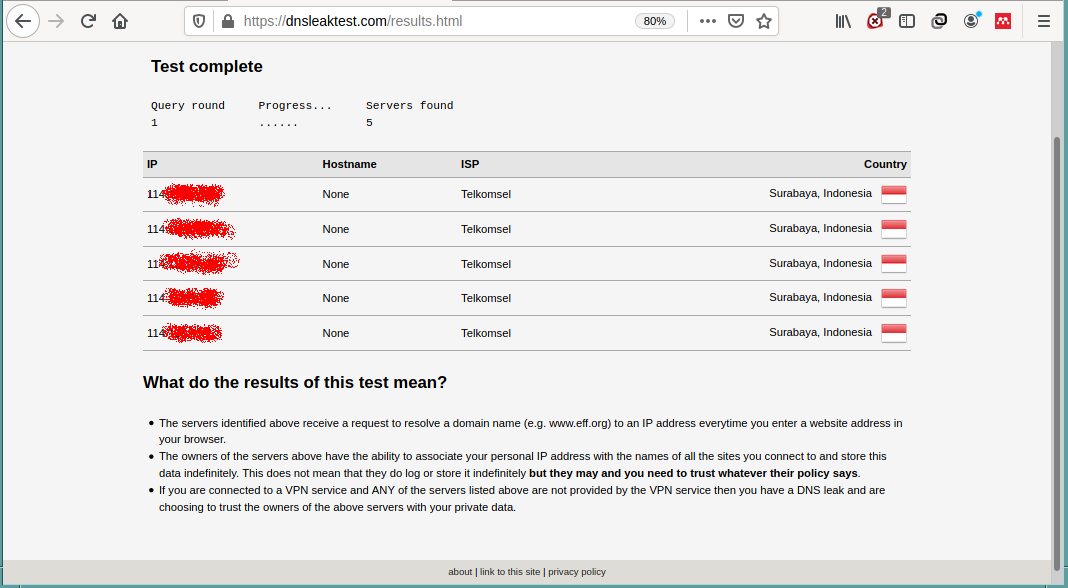 https://dnsleaktest.com/results.html 80% 2
Test complete
Query round Progress... Servers found
1 ...... 5
IP Hostname ISP Country
114 None Telkomsel Surabaya, Indonesia
114 None Telkomsel Surabaya, Indonesia
114 None Telkomsel Surabaya, Indonesia
114 None Telkomsel Surabaya, Indonesia
114 None Telkomsel Surabaya, Indonesia
What do the results of this test mean?
The servers identified above receive a request to resolve a domain name (e.g. www.eff.org) to an IP address everytime you enter a website address in
your browser.
The owners of the servers above have the ability to associate your personal IP address with the names of all the sites you connect to and store this
data indefinitely. This does not mean that they do log or store it indefinitely but they may and you need to trust whatever their policy says.
If you are connected to a VPN service and ANY of the servers listed above are not provided by the VPN service then you have a DNS leak and are
choosing to trust the owners of the above servers with your private data.
about | link to this site | privacy policy